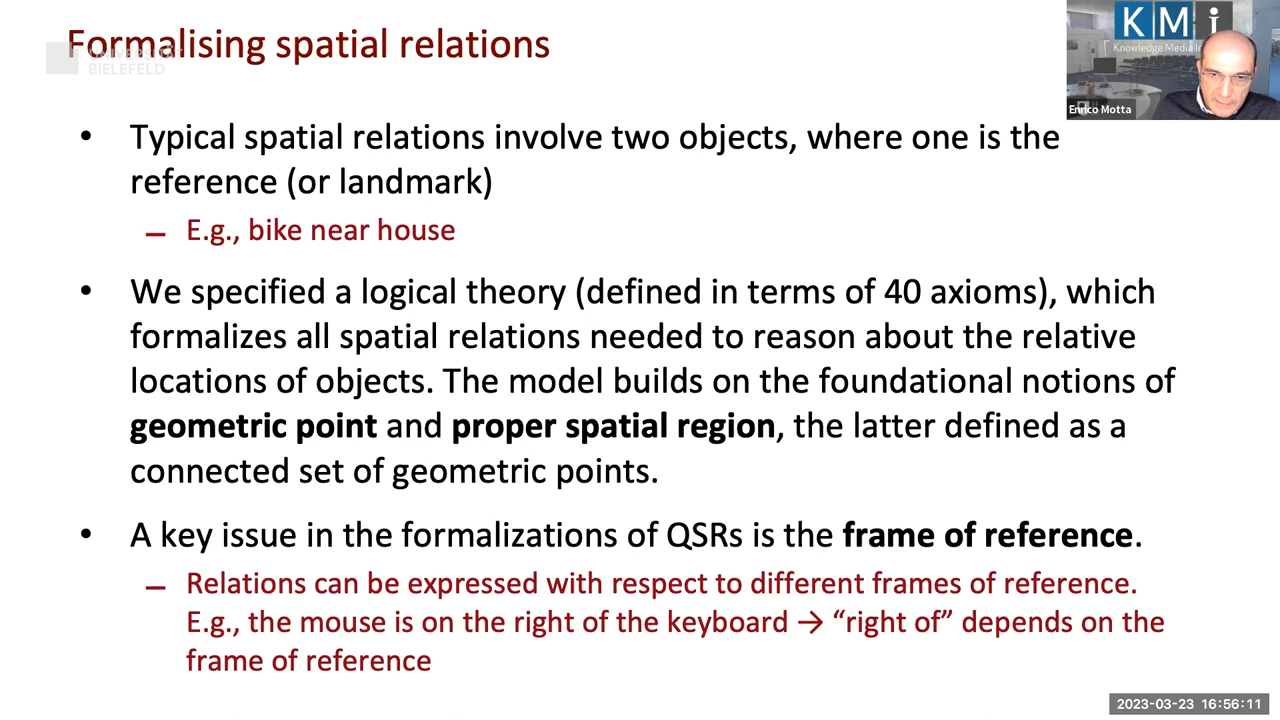 Formalising spatial relations
UNIVERSITÄT
BIELEFELD
KMi
Knowledge Media In
Enrico Motta
• Typical spatial relations involve two objects, where one is the
reference (or landmark)
– E.g., bike near house
• We specified a logical theory (defined in terms of 40 axioms), which
formalizes all spatial relations needed to reason about the relative
locations of objects. The model builds on the foundational notions of
geometric point and proper spatial region, the latter defined as a
connected set of geometric points.
• A key issue in the formalizations of QSRs is the frame of reference.
– Relations can be expressed with respect to different frames of reference.
E.g., the mouse is on the right of the keyboard → “right of” depends on the
frame of reference
2023-03-23 16:56:11